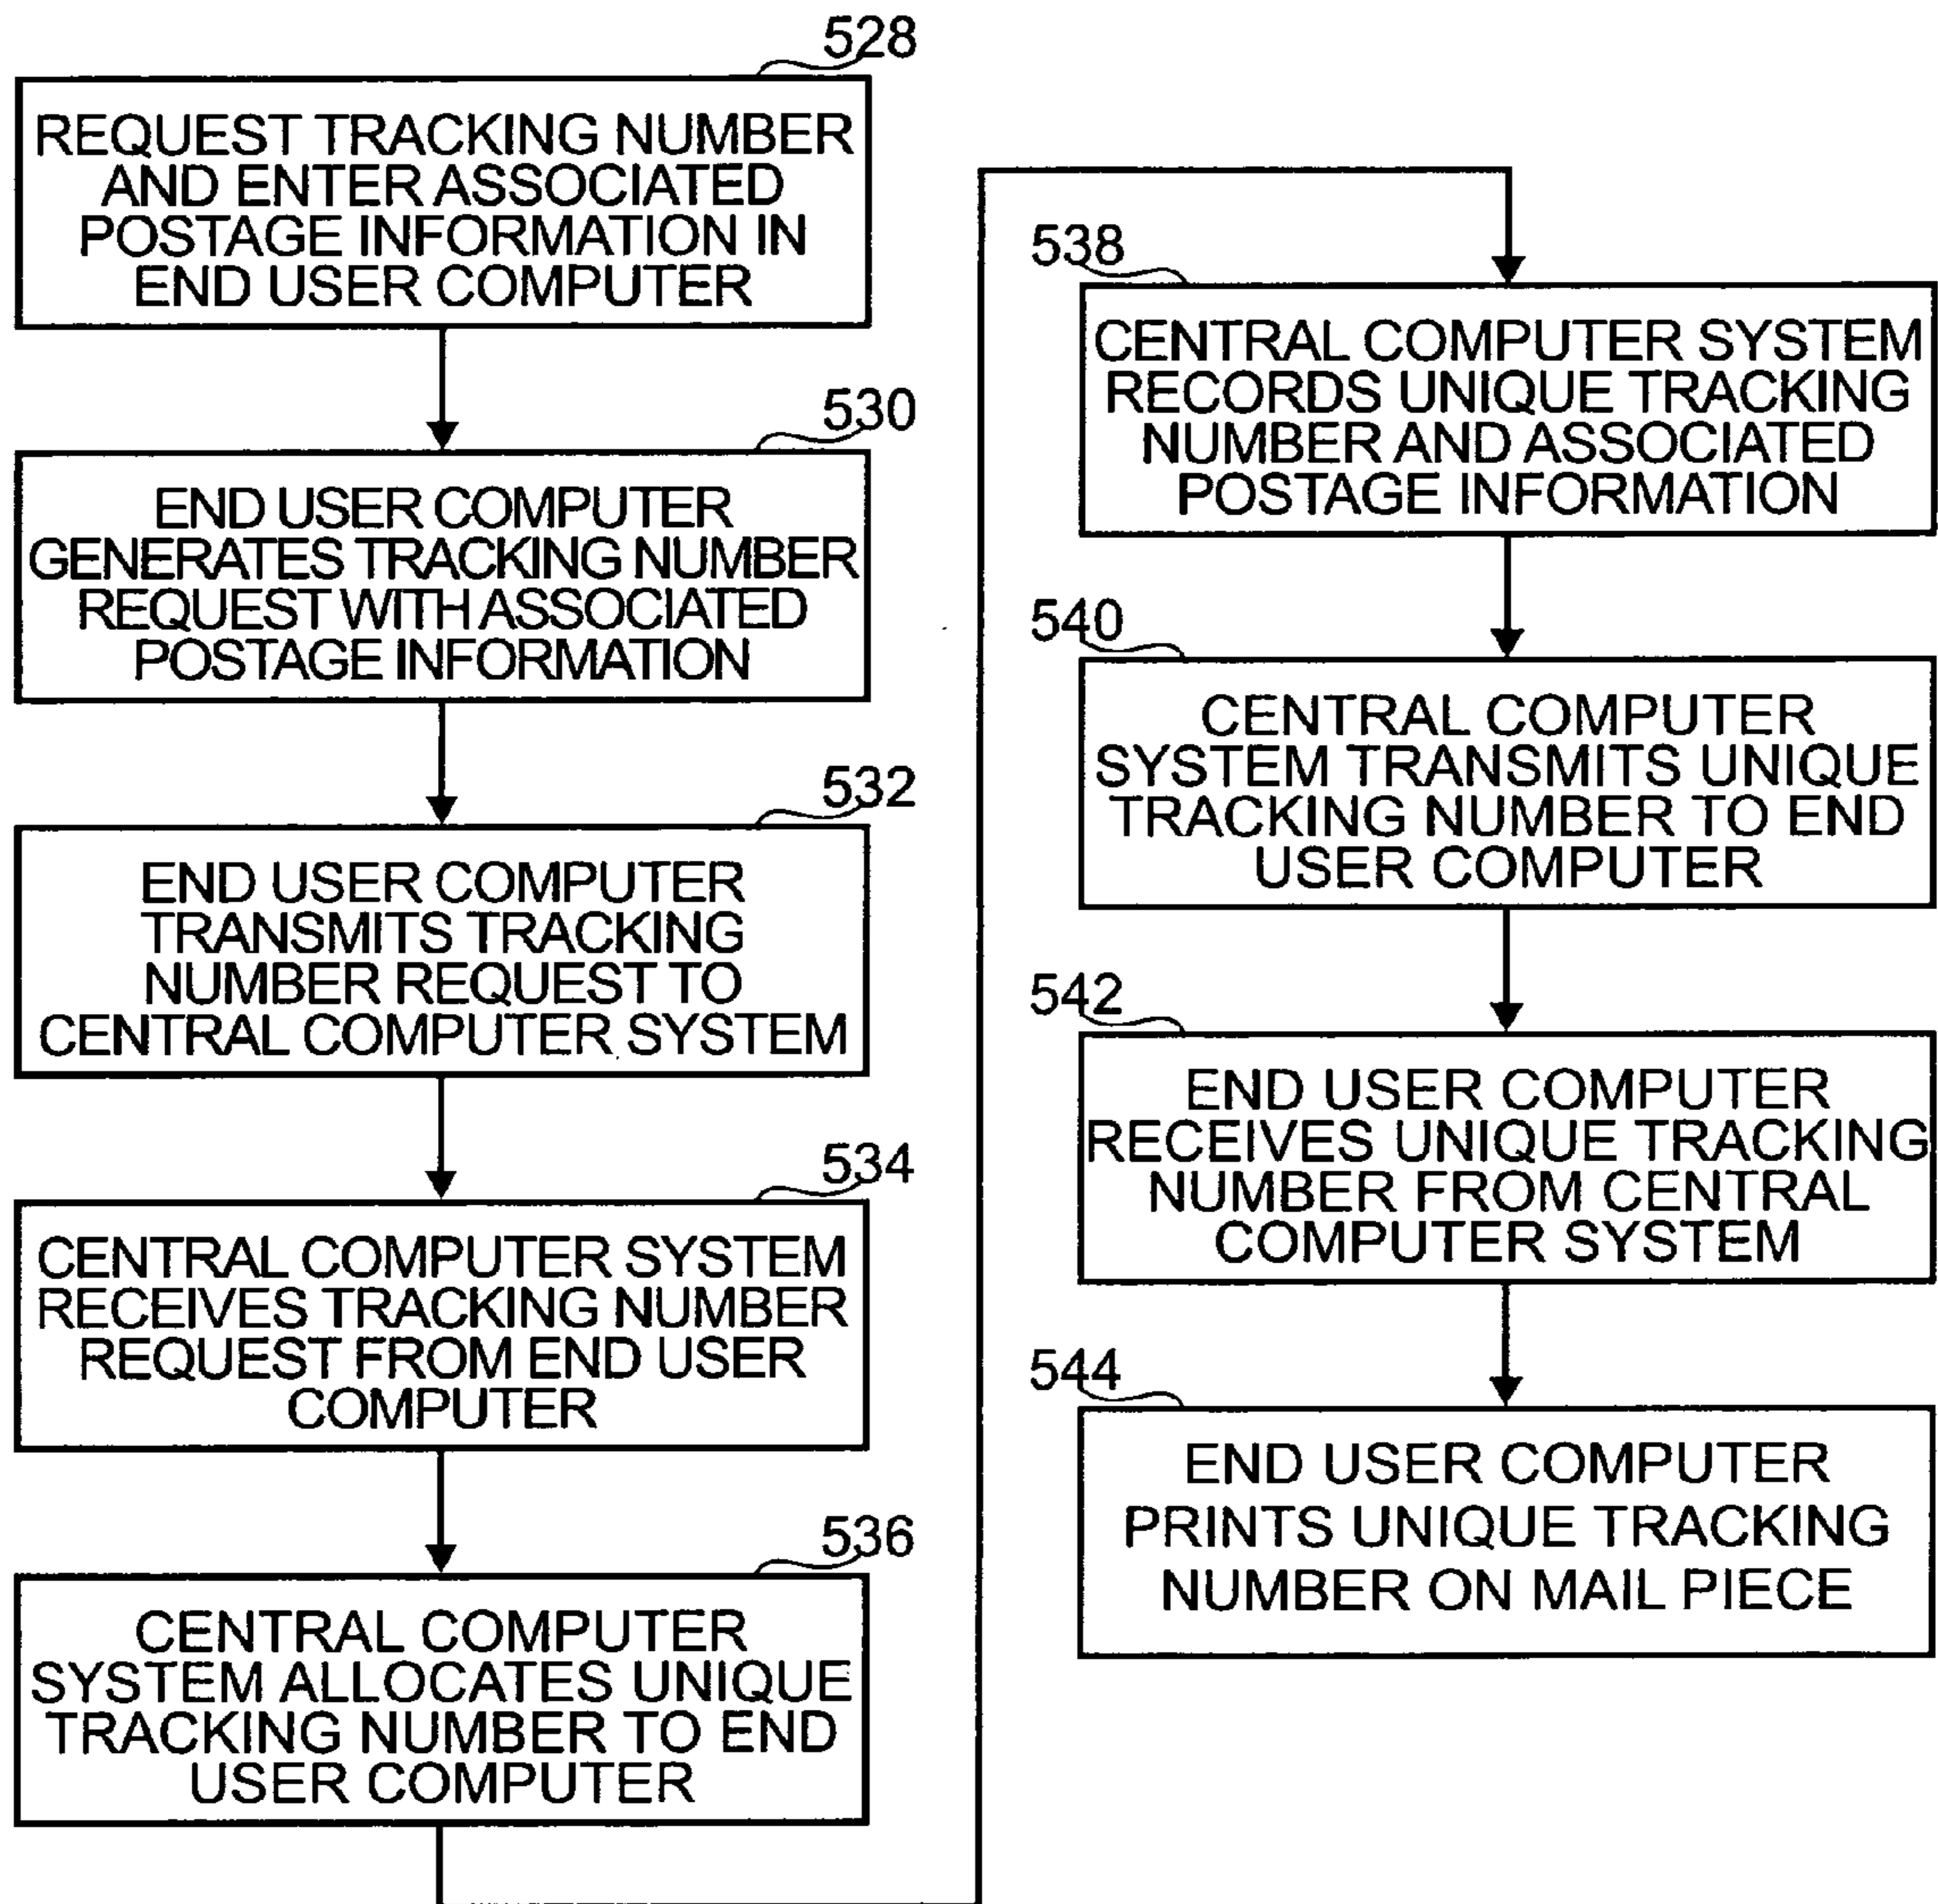 528
REQUEST TRACKING NUMBER
AND ENTER ASSOCIATED
POSTAGE INFORMATION IN
END USER COMPUTER
530
END USER COMPUTER
GENERATES TRACKING NUMBER
REQUEST WITH ASSOCIATED
POSTAGE INFORMATION
532
END USER COMPUTER
TRANSMITS TRACKING
NUMBER REQUEST TO
CENTRAL COMPUTER SYSTEM
534
CENTRAL COMPUTER SYSTEM
RECEIVES TRACKING NUMBER
REQUEST FROM END USER
COMPUTER
536
CENTRAL COMPUTER
SYSTEM ALLOCATES UNIQUE
TRACKING NUMBER TO END
USER COMPUTER
538
CENTRAL COMPUTER SYSTEM
RECORDS UNIQUE TRACKING
NUMBER AND ASSOCIATED
POSTAGE INFORMATION
540
CENTRAL COMPUTER
SYSTEM TRANSMITS UNIQUE
TRACKING NUMBER TO END
USER COMPUTER
542
END USER COMPUTER
RECEIVES UNIQUE TRACKING
NUMBER FROM CENTRAL
COMPUTER SYSTEM
544
END USER COMPUTER
PRINTS UNIQUE TRACKING
NUMBER ON MAIL PIECE